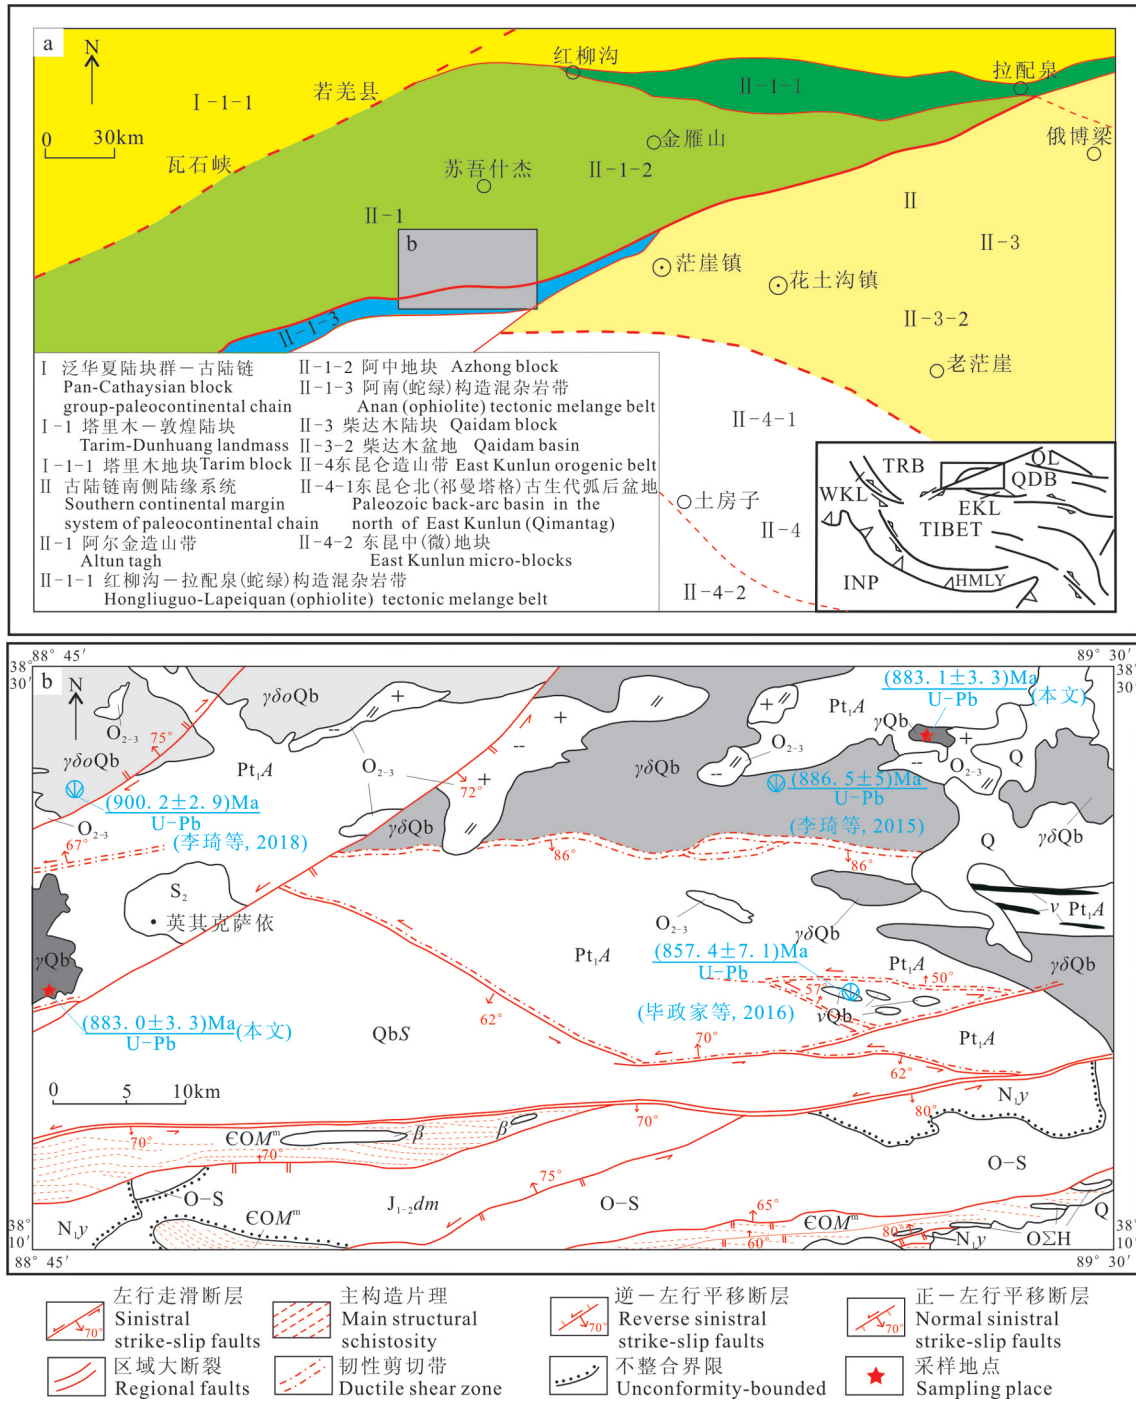 a
N
0 30km
Ⅰ-1-1
若羌县
瓦石峡
红柳沟
Ⅱ-1-1
拉配泉
俄博梁
金雁山
苏吾什杰
Ⅱ-1-2
Ⅱ-1
Ⅱ
Ⅱ-3
b
茫崖镇
花土沟镇
Ⅱ-3-2
Ⅱ-1-3
老茫崖
Ⅱ-4-1
土房子
Ⅱ-4
Ⅱ-4-2
Ⅰ 泛华夏陆块群－古陆链
Pan-Cathaysian block
group-paleocontinental chain
Ⅰ-1 塔里木－敦煌陆块
Tarim-Dunhuang landmass
Ⅰ-1-1 塔里木地块Tarim block
Ⅱ 古陆链南侧陆缘系统
Southern continental margin
system of paleocontinental chain
Ⅱ-1 阿尔金造山带
Altun tagh
Ⅱ-1-1 红柳沟－拉配泉(蛇绿)构造混杂岩带
Hongliuguo-Lapeiquan (ophiolite) tectonic melange belt
Ⅱ-1-2 阿中地块 Azhong block
Ⅱ-1-3 阿南(蛇绿)构造混杂岩带
Anan (ophiolite) tectonic melange belt
Ⅱ-3 柴达木陆块 Qaidam block
Ⅱ-3-2 柴达木盆地 Qaidam basin
Ⅱ-4东昆仑造山带 East Kunlun orogenic belt
Ⅱ-4-1东昆仑北(祁曼塔格)古生代弧后盆地
Paleozoic back-arc basin in the
north of East Kunlun (Qimantag)
Ⅱ-4-2 东昆中(微)地块
East Kunlun micro-blocks
TRB
QL
QDB
WKL
EKL
TIBET
INP
HMLY
88° 45′
89° 30′
38° 30′
38° 30′
b
N
O₂₋₃
γδoQb
γδoQb
75°
Pt₁A
O₂₋₃
72°
γδQb
γδQb
O₂₋₃
Pt₁A
γQb
(883.1±3.3)Ma
U-Pb
(本文)
O₂₋₃
Q
γδQb
(900.2±2.9)Ma
U-Pb
(李琦等, 2018)
(886.5±5)Ma
U-Pb
(李琦等, 2015)
O₂₋₃
67°
86°
86°
Q
S₂
英其克萨依
O₂₋₃
γδQb
ν
Pt₁A
γQb
Pt₁A
(857.4±7.1)Ma
U-Pb
(毕政家等, 2016)
Pt₁A
50°
57°
γδQb
νQb
(883.0±3.3)Ma
U-Pb
(本文)
62°
QbS
70°
Pt₁A
62°
0 5 10km
N₁y
80°
70°
70°
ЄOMᵐ
β
β
70°
75°
O-S
O-S
O-S
J₁₋₂dm
ЄOMᵐ
65°
ЄOMᵐ
60°
80°
N₁y
N₁y
OΣH
Q
38° 10′
38° 10′
88° 45′
89° 30′
70°
左行走滑断层
Sinistral
strike-slip faults
主构造片理
Main structural
schistosity
70°
逆－左行平移断层
Reverse sinistral
strike-slip faults
70°
正－左行平移断层
Normal sinistral
strike-slip faults
区域大断裂
Regional faults
韧性剪切带
Ductile shear zone
不整合界限
Unconformity-bounded
采样地点
Sampling place